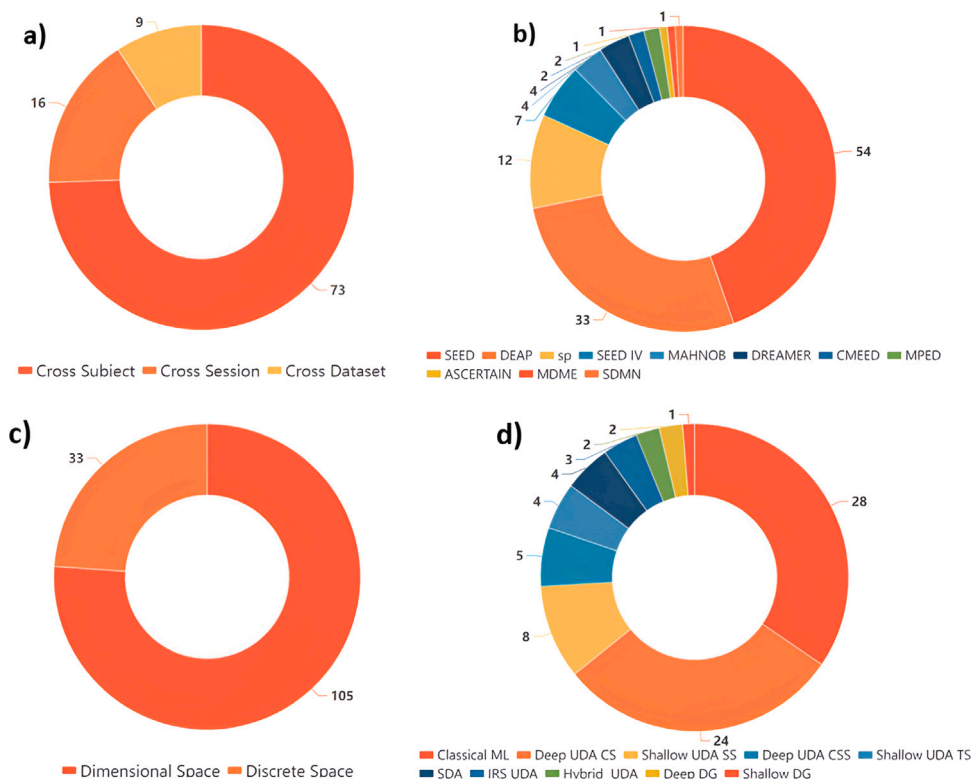 a)
9
16
73
Cross Subiect Cross Session Cross Dataset
b)
1
1
1
2
2
4
4
7
12
33
54
SEED DEAP sp SEED IV MAHNOB DREAMER CMEED MPED
ASCERTAIN MDME SDMN
c)
33
105
Dimensional Space Discrete Space
d)
1
2
2
3
4
4
5
8
24
28
Classical ML Deep UDA CS Shallow UDA SS Deep UDA CSS Shallow UDA TS
SDA IRS UDA Hybrid UDA Deep DG Shallow DG